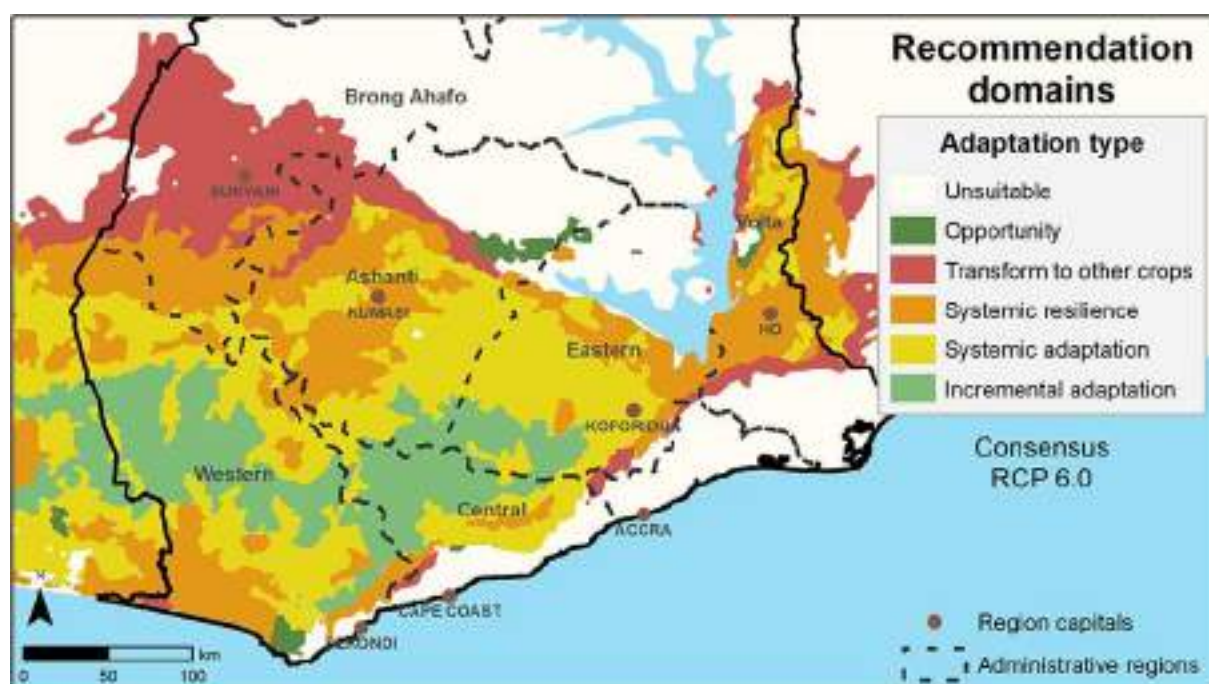 Recommendation
domains
Adaptation type
Unsuitable
Opportunity
Transform to other crops
Systemic resilience
Systemic adaptation
Incremental adaptation
Consensus
RCP 6.0
Region capitals
Administrative regions
Brong Ahafo
SUNYANI
Volta
Ashanti
KUMASI
HO
Eastern
KOFORIDUA
Western
Central
ACCRA
CAPE COAST
SEKONDI
N
km
0 50 100